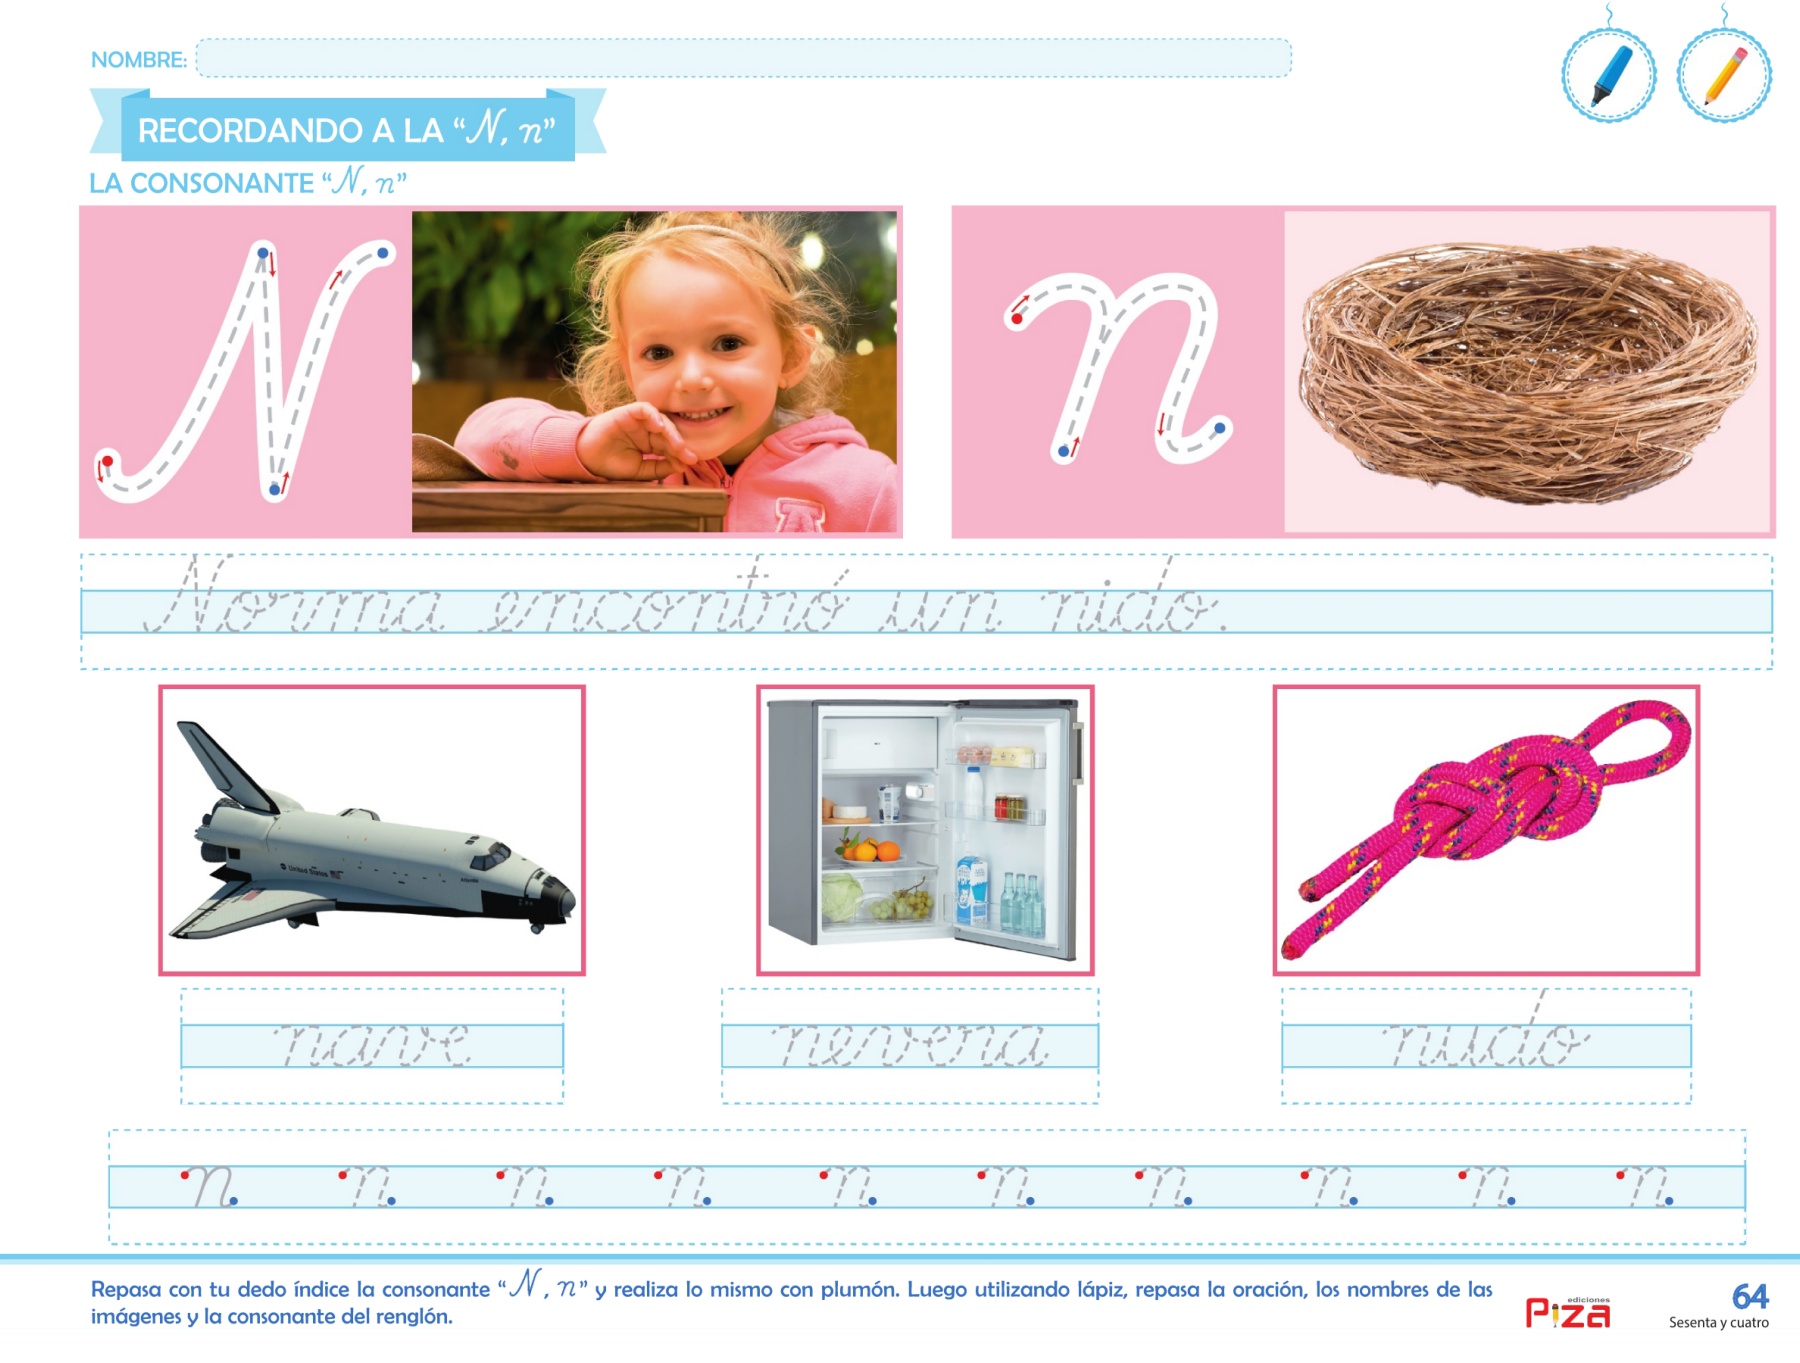 NOMBRE:
RECORDANDO A LA “N, n”
LA CONSONANTE “N, n”
N
n
Norma encontró un nido.
United States
nave
nevera
nudo
n n n n n n n n n n
Repasa con tu dedo índice la consonante “N , n” y realiza lo mismo con plumón. Luego utilizando lápiz, repasa la oración, los nombres de las
imágenes y la consonante del renglón.
ediciones
Piza
64
Sesenta y cuatro